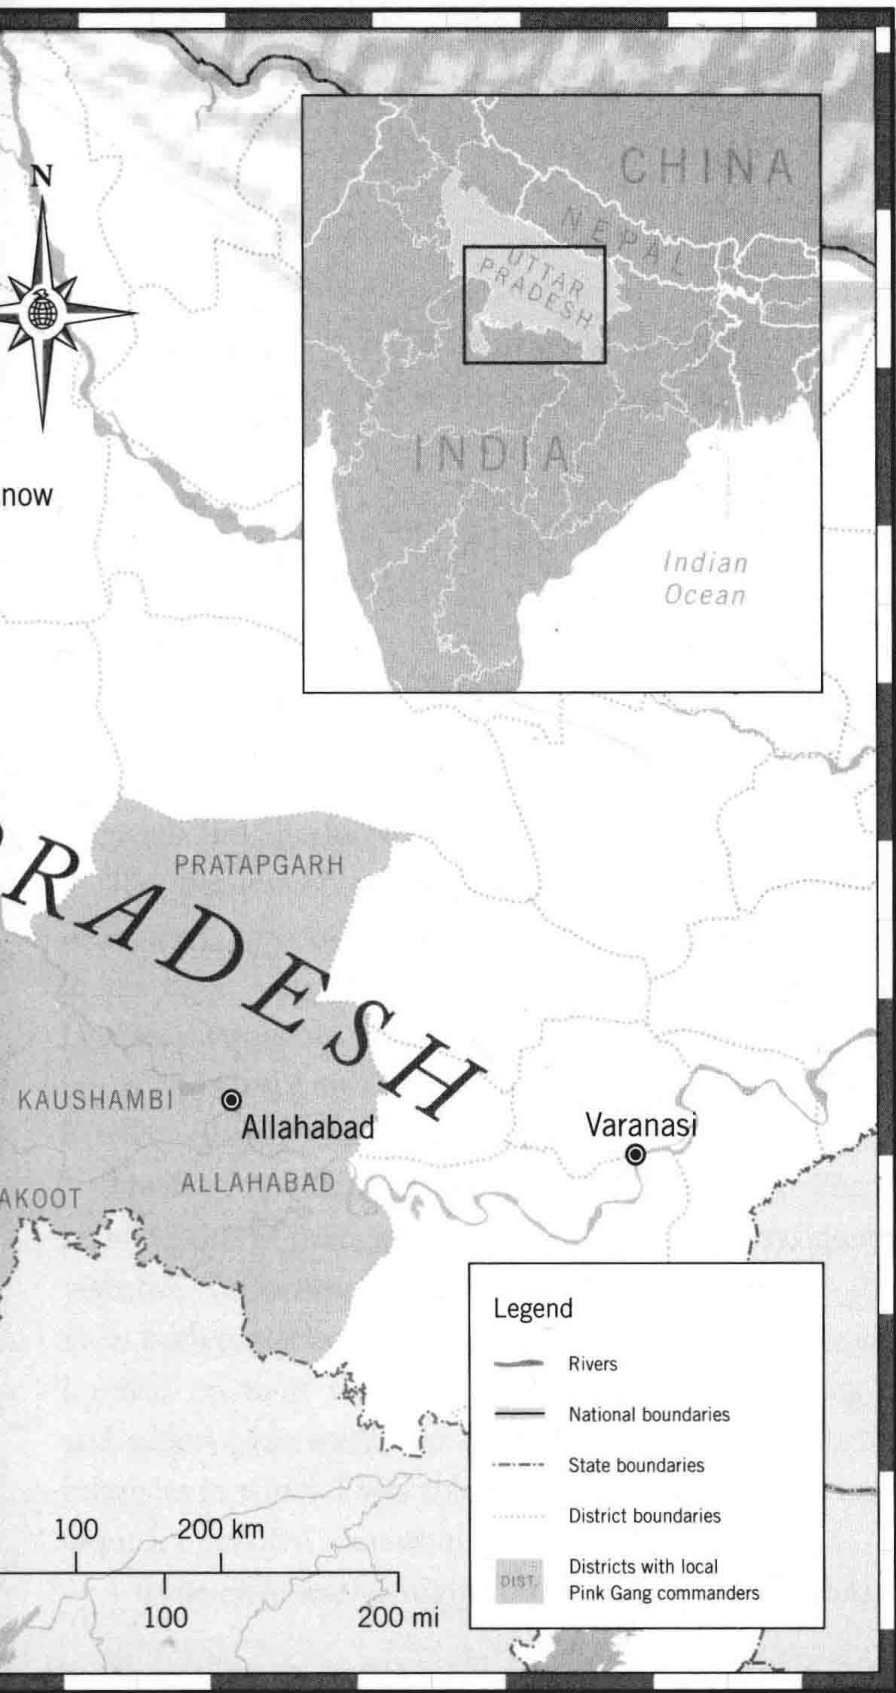 N
CHINA
NEPAL
UTTAR
PRADESH
INDIA
Indian
Ocean
now
RADESH
PRATAPGARH
KAUSHAMBI
Allahabad
Varanasi
ALLAHABAD
AKOOT
Legend
Rivers
National boundaries
State boundaries
District boundaries
DIST.
Districts with local
Pink Gang commanders
100 200 km
100 200 mi